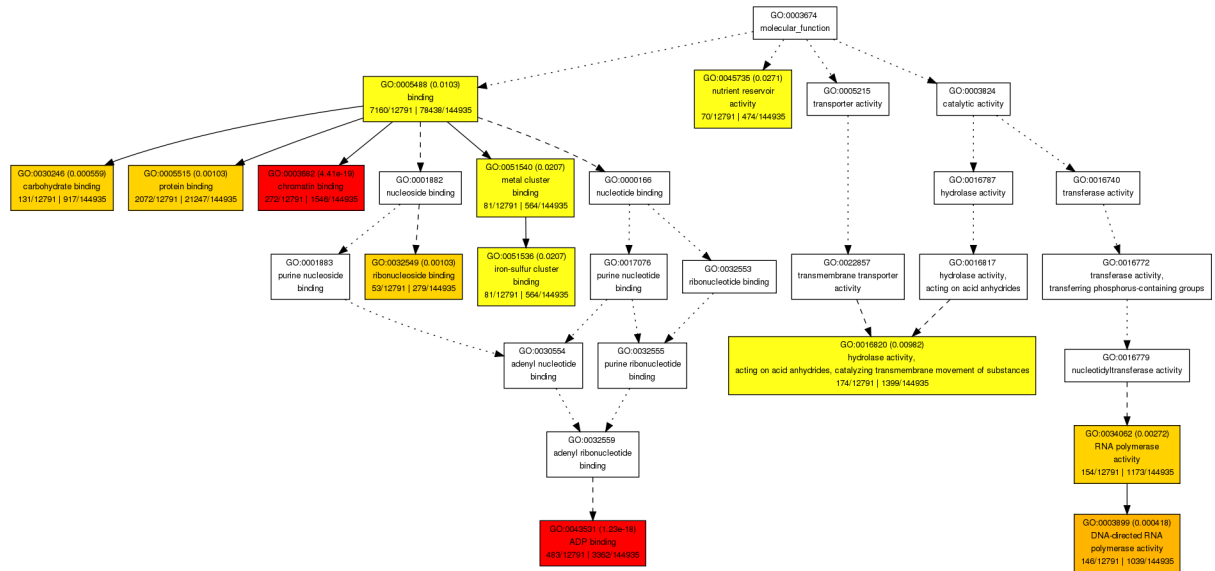 GO:0003674
molecular_function
GO:0005488 (0.0103)
binding
7160/12791 | 78438/144935
GO:0045735 (0.0271)
nutrient reservoir
activity
70/12791 | 474/144935
GO:0005215
transporter activity
GO:0003824
catalytic activity
GO:0030246 (0.000559)
carbohydrate binding
131/12791 | 917/144935
GO:0005515 (0.00103)
protein binding
2072/12791 | 21247/144935
GO:0003682 (4.41e-19)
chromatin binding
272/12791 | 1546/144935
GO:0001882
nucleoside binding
GO:0051540 (0.0207)
metal cluster
binding
81/12791 | 564/144935
GO:0000166
nucleotide binding
GO:0016787
hydrolase activity
GO:0016740
transferase activity
GO:0001883
purine nucleoside
binding
GO:0032549 (0.00103)
ribonucleoside binding
53/12791 | 279/144935
GO:0051536 (0.0207)
iron-sulfur cluster
binding
81/12791 | 564/144935
GO:0017076
purine nucleotide
binding
GO:0032553
ribonucleotide binding
GO:0022857
transmembrane transporter
activity
GO:0016817
hydrolase activity,
acting on acid anhydrides
GO:0016772
transferase activity,
transferring phosphorus-containing groups
GO:0030554
adenyl nucleotide
binding
GO:0032555
purine ribonucleotide
binding
GO:0016820 (0.00982)
hydrolase activity,
acting on acid anhydrides, catalyzing transmembrane movement of substances
174/12791 | 1399/144935
GO:0016779
nucleotidyltransferase activity
GO:0032559
adenyl ribonucleotide
binding
GO:0034062 (0.00272)
RNA polymerase
activity
154/12791 | 1173/144935
GO:0043531 (1.23e-18)
ADP binding
483/12791 | 3362/144935
GO:0003899 (0.000418)
DNA-directed RNA
polymerase activity
146/12791 | 1039/144935